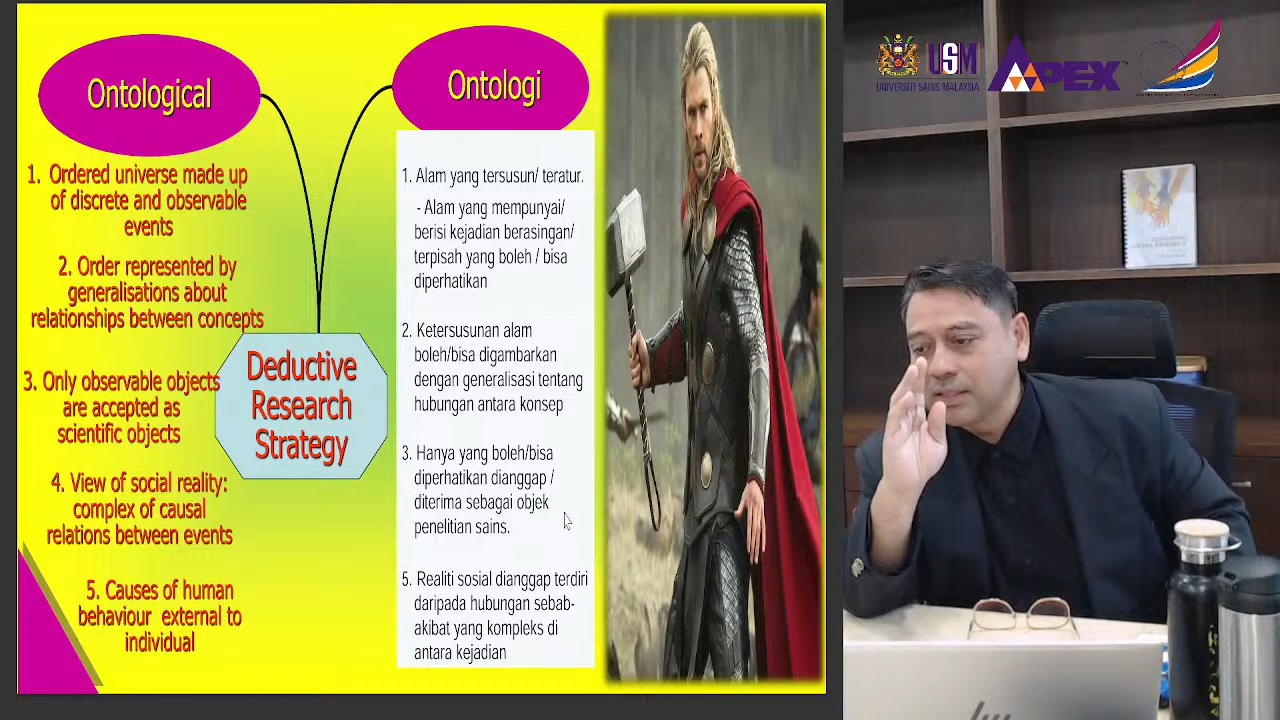 Ontological
1. Ordered universe made up
of discrete and observable
events
2. Order represented by
generalisations about
relationships between concepts
3. Only observable objects
are accepted as
scientific objects
4. View of social reality:
complex of causal
relations between events
5. Causes of human
behaviour external to
individual
Deductive
Research
Strategy
Ontologi
1. Alam yang tersusun/ teratur.
- Alam yang mempunyai/
berisi kejadian berasingan/
terpisah yang boleh / bisa
diperhatikan
2. Ketersusunan alam
boleh/bisa digambarkan
dengan generalisasi tentang
hubungan antara konsep
3. Hanya yang boleh/bisa
diperhatikan dianggap /
diterima sebagai objek
penelitian sains.
5. Realiti sosial dianggap terdiri
daripada hubungan sebab-
akibat yang kompleks di
antara kejadian
USM
UNIVERSITI SAINS MALAYSIA
APEX™
hp